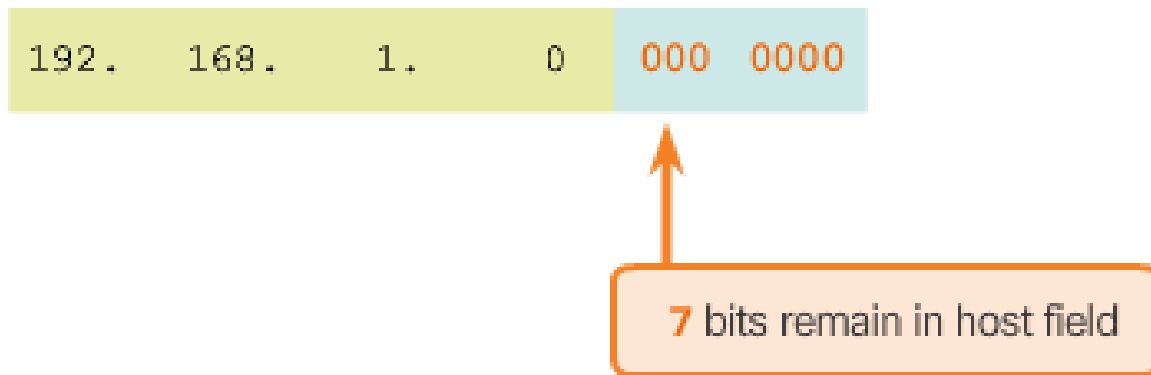 192. 168. 1. 0 000 0000
7 bits remain in host field